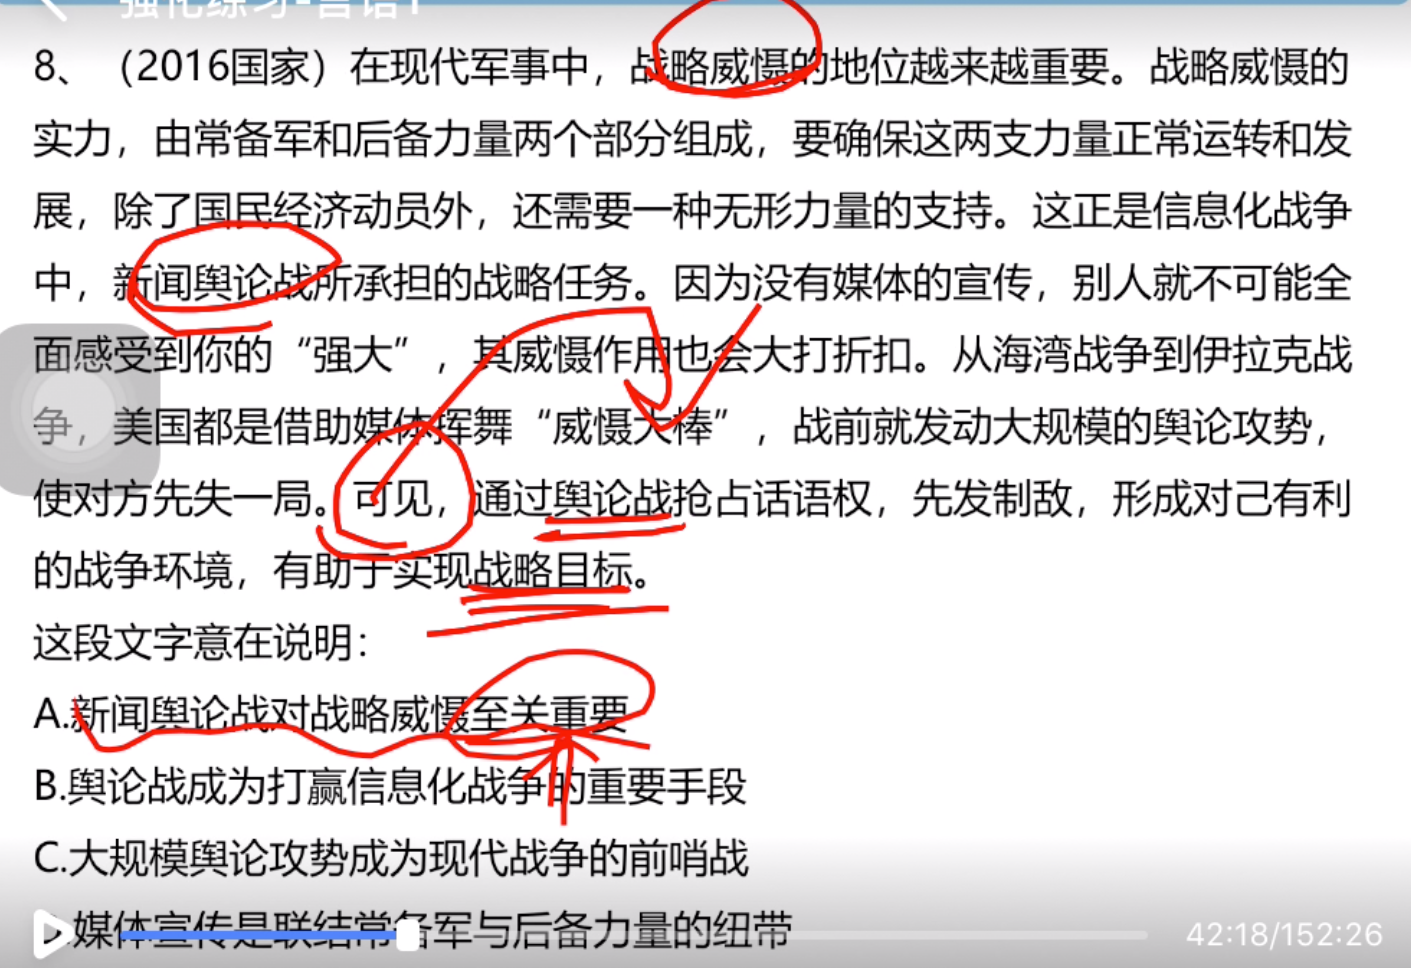 强化练习-言语1
8、（2016国家）在现代军事中，战略威慑的地位越来越重要。战略威慑的
实力，由常备军和后备力量两个部分组成，要确保这两支力量正常运转和发
展，除了国民经济动员外，还需要一种无形力量的支持。这正是信息化战争
中，新闻舆论战所承担的战略任务。因为没有媒体的宣传，别人就不可能全
面感受到你的“强大”，其威慑作用也会大打折扣。从海湾战争到伊拉克战
争，美国都是借助媒体挥舞“威慑大棒”，战前就发动大规模的舆论攻势，
使对方先失一局。可见，通过舆论战抢占话语权，先发制敌，形成对己有利
的战争环境，有助于实现战略目标。
这段文字意在说明：
A.新闻舆论战对战略威慑至关重要
B.舆论战成为打赢信息化战争的重要手段
C.大规模舆论攻势成为现代战争的前哨战
D.媒体宣传是联结常备军与后备力量的纽带
42:18/152:26